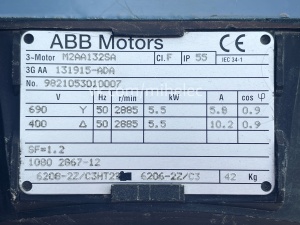 ABB Motors CE
3~Motor M2AA132SA Cl.F IP 55 IEC 34-1
3G AA 131915-ADA
No. 9821053010007
V Hz r/min kW A cos φ
690 Y 50 2885 5.5 5.8 0.9
400 Δ 50 2885 5.5 10.2 0.9
SF=1.2
1080 2867-12
6208-2Z/C3 6206-2Z/C3 42 Kg